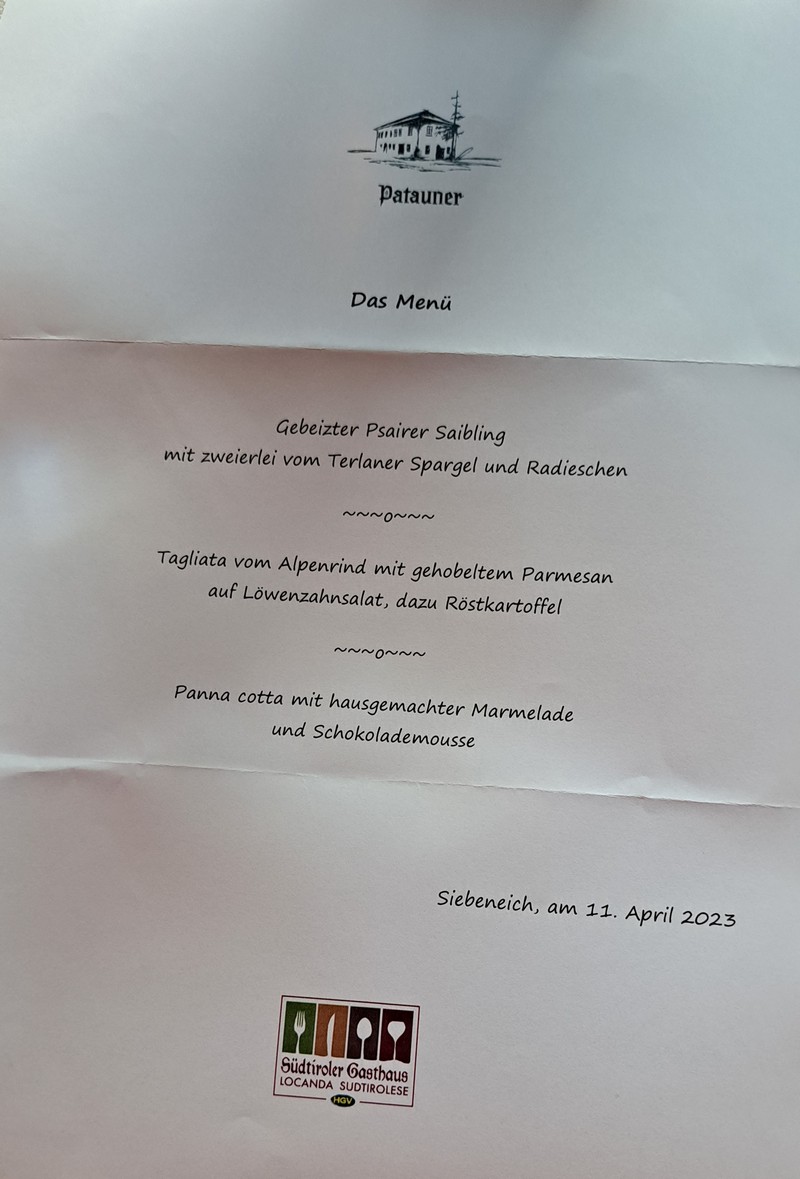 Patauner
Das Menü
Gebeizter Psairer Saibling
mit zweierlei vom Terlaner Spargel und Radieschen
~~~o~~~
Tagliata vom Alpenrind mit gehobeltem Parmesan
auf Löwenzahnsalat, dazu Röstkartoffel
~~~o~~~
Panna cotta mit hausgemachter Marmelade
und Schokolademousse
Siebeneich, am 11. April 2023
Südtiroler Gasthaus
LOCANDA SUDTIROLESE
HGV